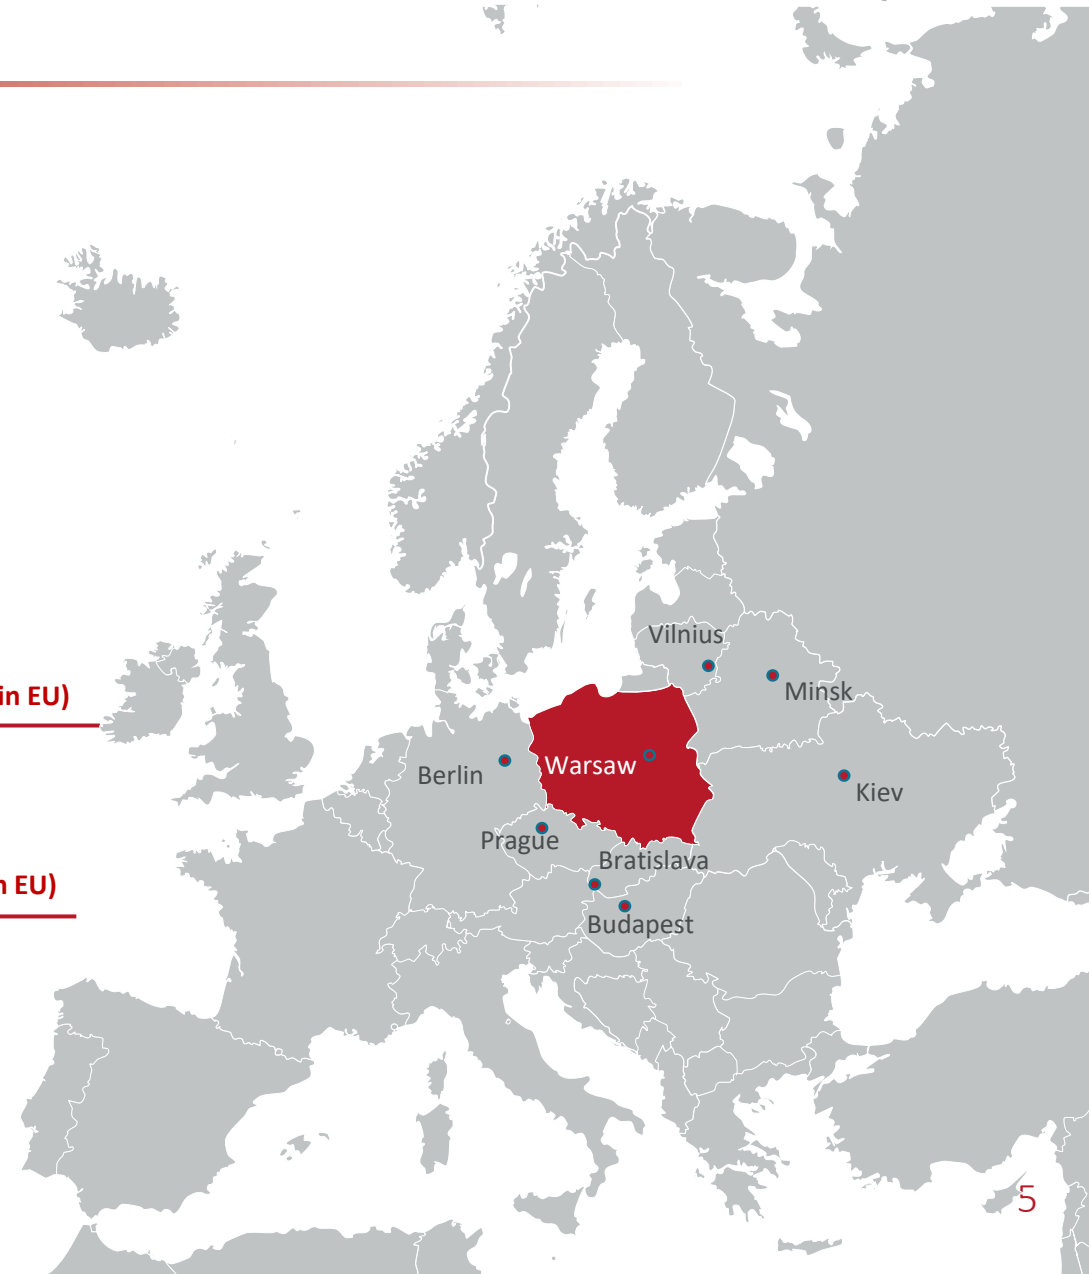 Vilnius
in EU)
Minsk
Warsaw
Berlin
Kiev
Prague
Bratislava
n EU)
Budapest
5